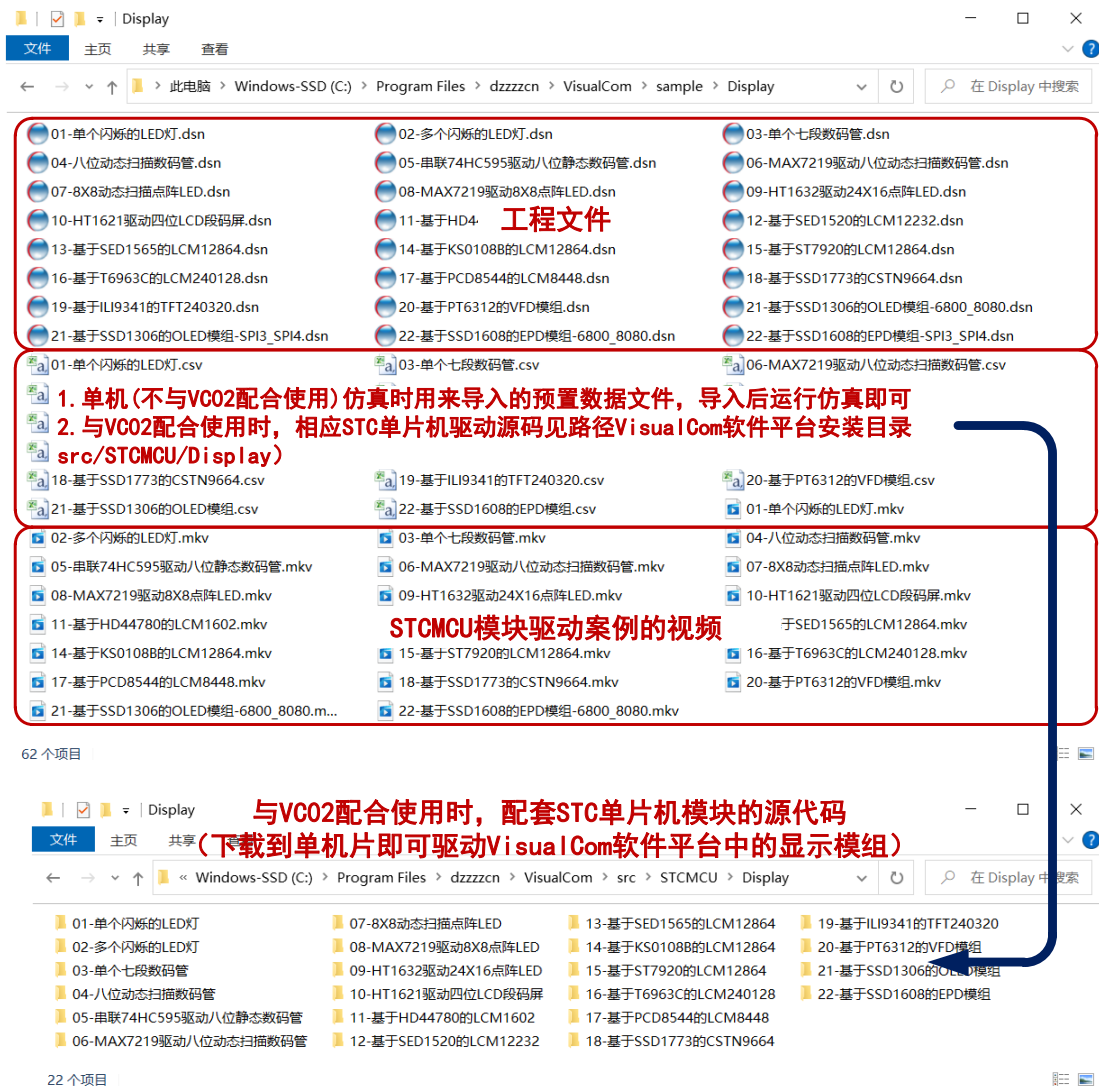 Display
文件 主页 共享 查看
此电脑 > Windows-SSD (C:) > Program Files > dzzzzcn > VisualCom > sample > Display
在 Display 中搜索
01-单个闪烁的LED灯.dsn 02-多个闪烁的LED灯.dsn 03-单个七段数码管.dsn
04-八位动态扫描数码管.dsn 05-串联74HC595驱动八位静态数码管.dsn 06-MAX7219驱动八位动态扫描数码管.dsn
07-8X8动态扫描点阵LED.dsn 08-MAX7219驱动8X8点阵LED.dsn 09-HT1632驱动24X16点阵LED.dsn
10-HT1621驱动四位LCD段码屏.dsn 11-基于HD4 工程文件 12-基于SED1520的LCM12232.dsn
13-基于SED1565的LCM12864.dsn 14-基于KS0108B的LCM12864.dsn 15-基于ST7920的LCM12864.dsn
16-基于T6963C的LCM240128.dsn 17-基于PCD8544的LCM8448.dsn 18-基于SSD1773的CSTN9664.dsn
19-基于ILI9341的TFT240320.dsn 20-基于PT6312的VFD模组.dsn 21-基于SSD1306的OLED模组-6800_8080.dsn
21-基于SSD1306的OLED模组-SPI3_SPI4.dsn 22-基于SSD1608的EPD模组-6800_8080.dsn 22-基于SSD1608的EPD模组-SPI3_SPI4.dsn
01-单个闪烁的LED灯.csv 03-单个七段数码管.csv 06-MAX7219驱动八位动态扫描数码管.csv
1.单机(不与VC02配合使用)仿真时用来导入的预置数据文件，导入后运行仿真即可
2.与VC02配合使用时，相应STC单片机驱动源码见路径VisualCom软件平台安装目录
src/STCMCU/Display）
18-基于SSD1773的CSTN9664.csv 19-基于ILI9341的TFT240320.csv 20-基于PT6312的VFD模组.csv
21-基于SSD1306的OLED模组.csv 22-基于SSD1608的EPD模组.csv 01-单个闪烁的LED灯.mkv
02-多个闪烁的LED灯.mkv 03-单个七段数码管.mkv 04-八位动态扫描数码管.mkv
05-串联74HC595驱动八位静态数码管.mkv 06-MAX7219驱动八位动态扫描数码管.mkv 07-8X8动态扫描点阵LED.mkv
08-MAX7219驱动8X8点阵LED.mkv 09-HT1632驱动24X16点阵LED.mkv 10-HT1621驱动四位LCD段码屏.mkv
11-基于HD44780的LCM1602.mkv STCMCU模块驱动案例的视频 于SED1565的LCM12864.mkv
14-基于KS0108B的LCM12864.mkv 15-基于ST7920的LCM12864.mkv 16-基于T6963C的LCM240128.mkv
17-基于PCD8544的LCM8448.mkv 18-基于SSD1773的CSTN9664.mkv 20-基于PT6312的VFD模组.mkv
21-基于SSD1306的OLED模组-6800_8080.m... 22-基于SSD1608的EPD模组-6800_8080.mkv
62 个项目
Display 与VC02配合使用时，配套STC单片机模块的源代码
文件 主页 共享 （下载到单机片即可驱动VisualCom软件平台中的显示模组）
« Windows-SSD (C:) > Program Files > dzzzzcn > VisualCom > src > STCMCU > Display
在 Display 中搜索
01-单个闪烁的LED灯 07-8X8动态扫描点阵LED 13-基于SED1565的LCM12864 19-基于ILI9341的TFT240320
02-多个闪烁的LED灯 08-MAX7219驱动8X8点阵LED 14-基于KS0108B的LCM12864 20-基于PT6312的VFD模组
03-单个七段数码管 09-HT1632驱动24X16点阵LED 15-基于ST7920的LCM12864 21-基于SSD1306的OLED模组
04-八位动态扫描数码管 10-HT1621驱动四位LCD段码屏 16-基于T6963C的LCM240128 22-基于SSD1608的EPD模组
05-串联74HC595驱动八位静态数码管 11-基于HD44780的LCM1602 17-基于PCD8544的LCM8448
06-MAX7219驱动八位动态扫描数码管 12-基于SED1520的LCM12232 18-基于SSD1773的CSTN9664
22 个项目